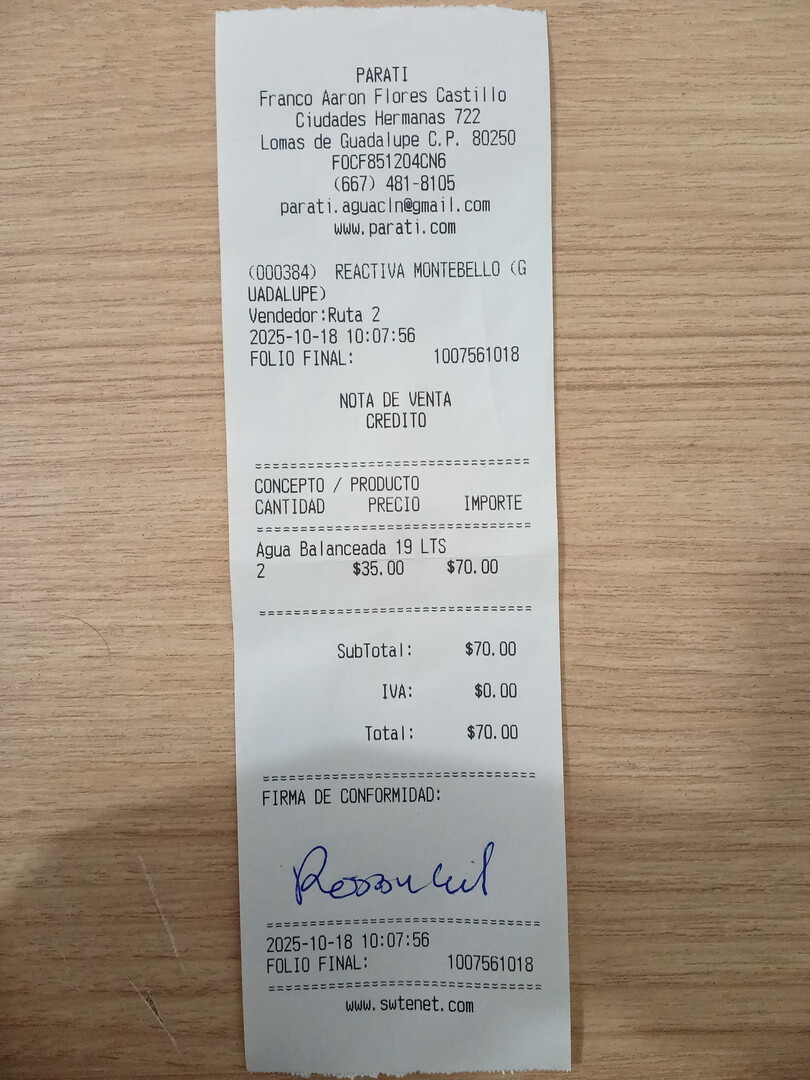 PARATI
Franco Aaron Flores Castillo
Ciudades Hermanas 722
Lomas de Guadalupe C.P. 80250
FOCF851204CN6
(667) 481-8105
parati.aguacln@gmail.com
www.parati.com
(000384) REACTIVA MONTEBELLO (G
UADALUPE)
Vendedor:Ruta 2
2025-10-18 10:07:56
FOLIO FINAL: 1007561018
NOTA DE VENTA
CREDITO
CONCEPTO / PRODUCTO
CANTIDAD PRECIO IMPORTE
Agua Balanceada 19 LTS
2 $35.00 $70.00
SubTotal: $70.00
IVA: $0.00
Total: $70.00
FIRMA DE CONFORMIDAD:
2025-10-18 10:07:56
FOLIO FINAL: 1007561018
www.swtenet.com